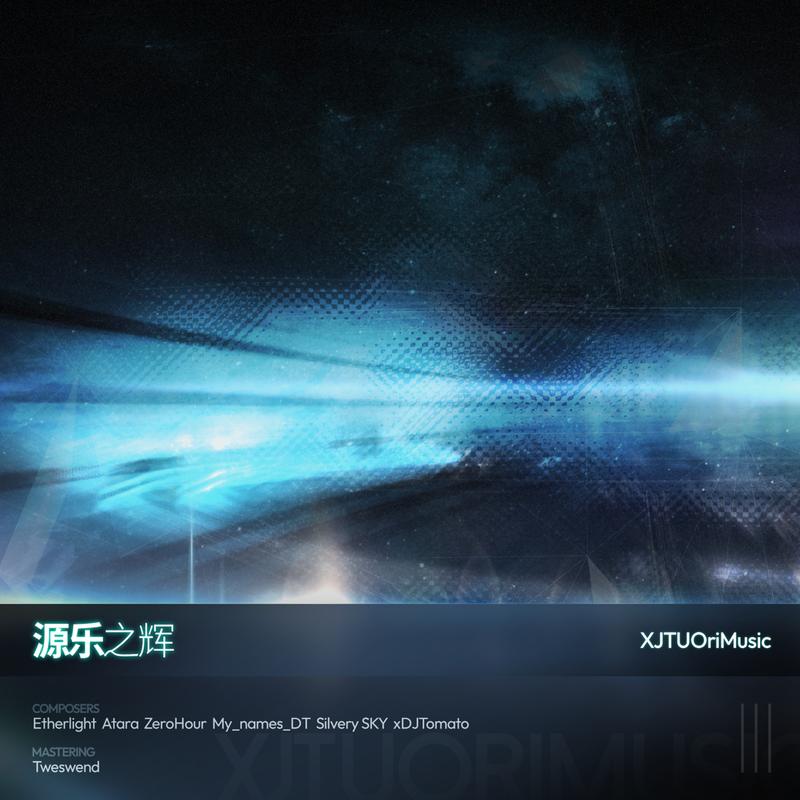 源乐之辉
XJTUOriMusic
COMPOSERS
Etherlight Atara ZeroHour My_names_DT Silvery SKY xDJTomato
MASTERING
Tweswend
XJTUORIMUSIC